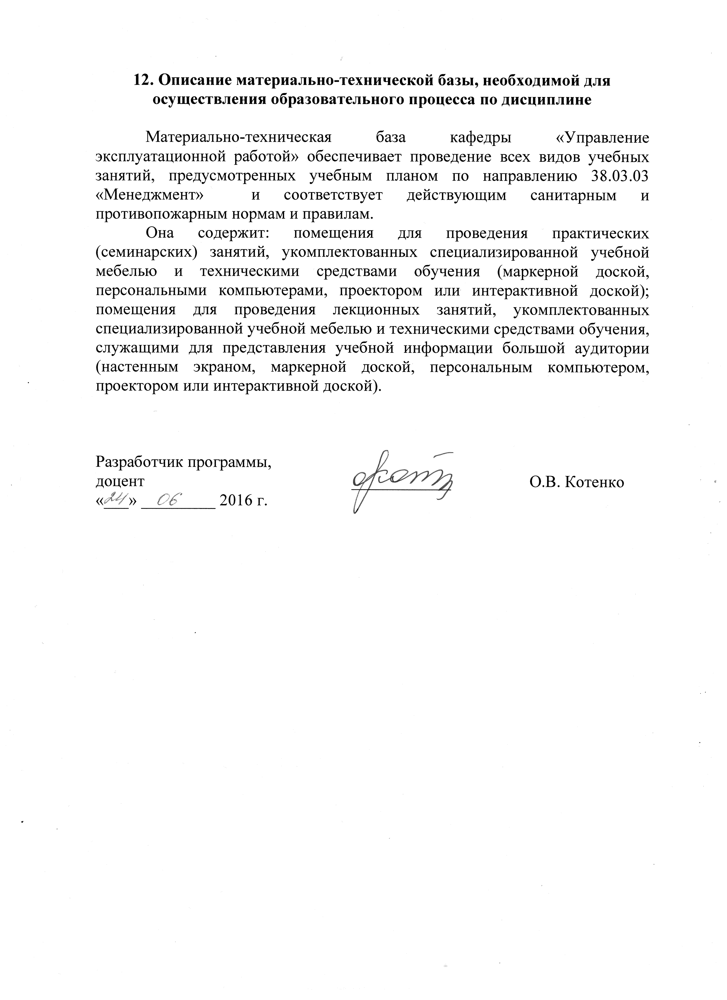 12. Описание материально-технической базы, необходимой для
осуществления образовательного процесса по дисциплине
Материально-техническая база кафедры «Управление
эксплуатационной работой» обеспечивает проведение всех видов учебных
занятий, предусмотренных учебным планом по направлению 38.03.03
«Менеджмент» и соответствует действующим санитарным и
противопожарным нормам и правилам.
Она содержит: помещения для проведения практических
(семинарских) занятий, укомплектованных специализированной учебной
мебелью и техническими средствами обучения (маркерной доской,
персональными компьютерами, проектором или интерактивной доской);
помещения для проведения лекционных занятий, укомплектованных
специализированной учебной мебелью и техническими средствами обучения,
служащими для представления учебной информации большой аудитории
(настенным экраном, маркерной доской, персональным компьютером,
проектором или интерактивной доской).
Разработчик программы,
доцент О.В. Котенко
«24» 06 2016 г.